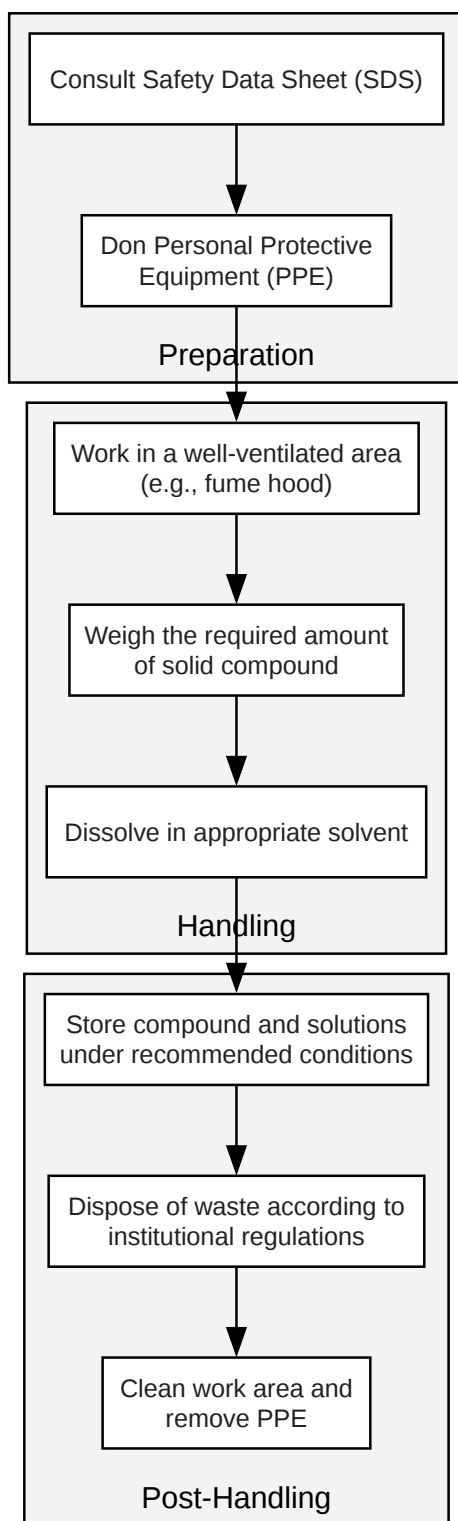 Consult Safety Data Sheet (SDS)
Don Personal Protective
Equipment (PPE)
Preparation
Work in a well-ventilated area
(e.g., fume hood)
Weigh the required amount
of solid compound
Dissolve in appropriate solvent
Handling
Store compound and solutions
under recommended conditions
Dispose of waste according to
institutional regulations
Clean work area and
remove PPE
Post-Handling